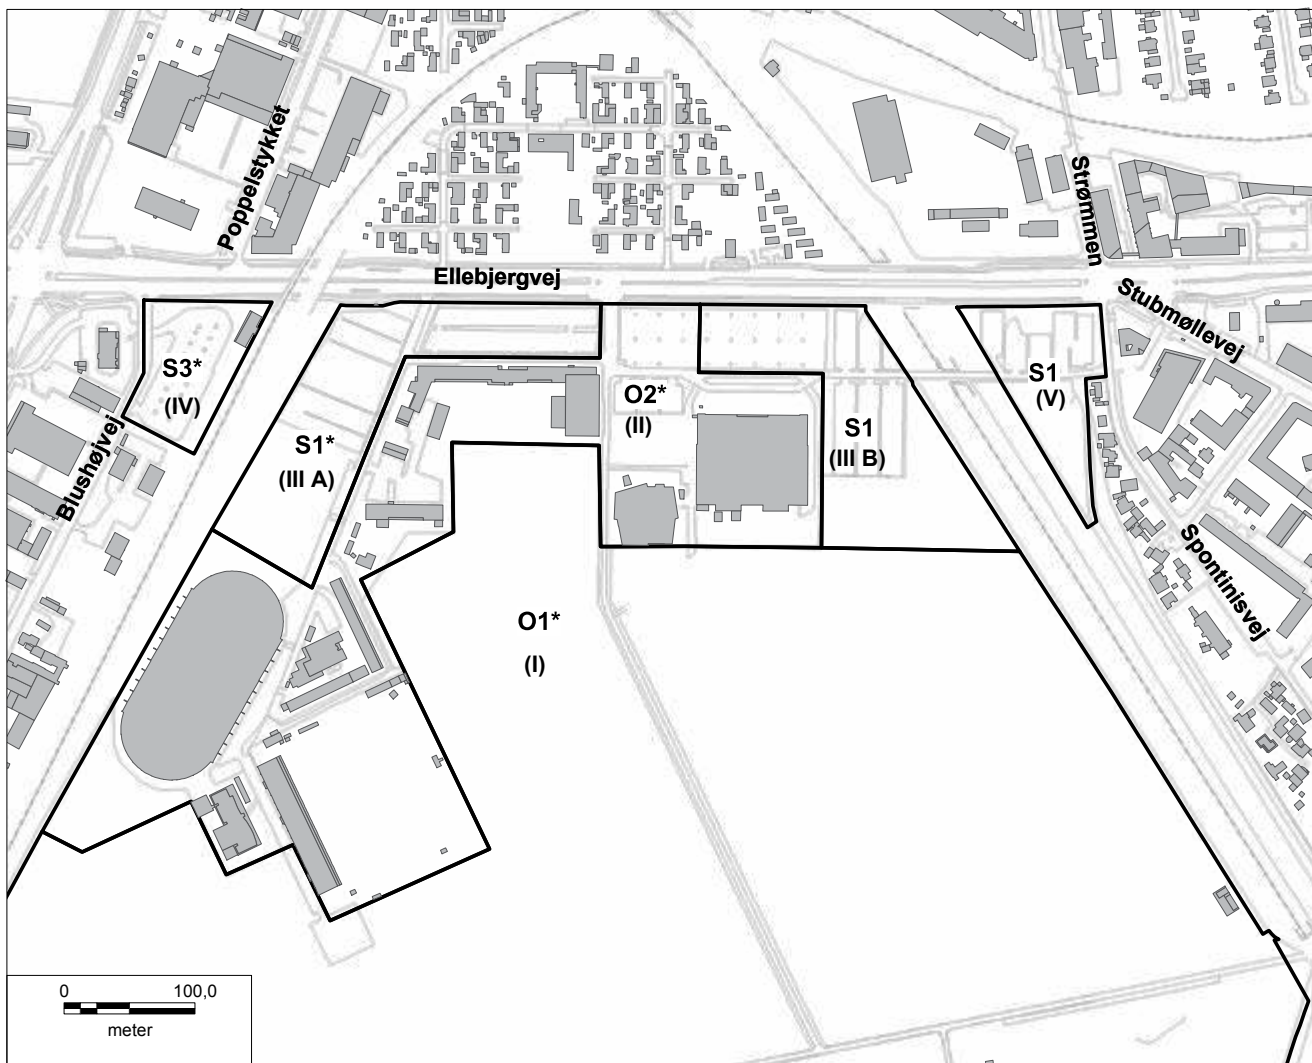 Poppelstykket
Strømmen
Ellebjergvej
Stubmøllevej
S3*
(IV)
S1*
(III A)
O2*
(II)
S1
(III B)
S1
(V)
Blushøjvej
Spontinisvej
O1*
(I)
0 100,0
meter